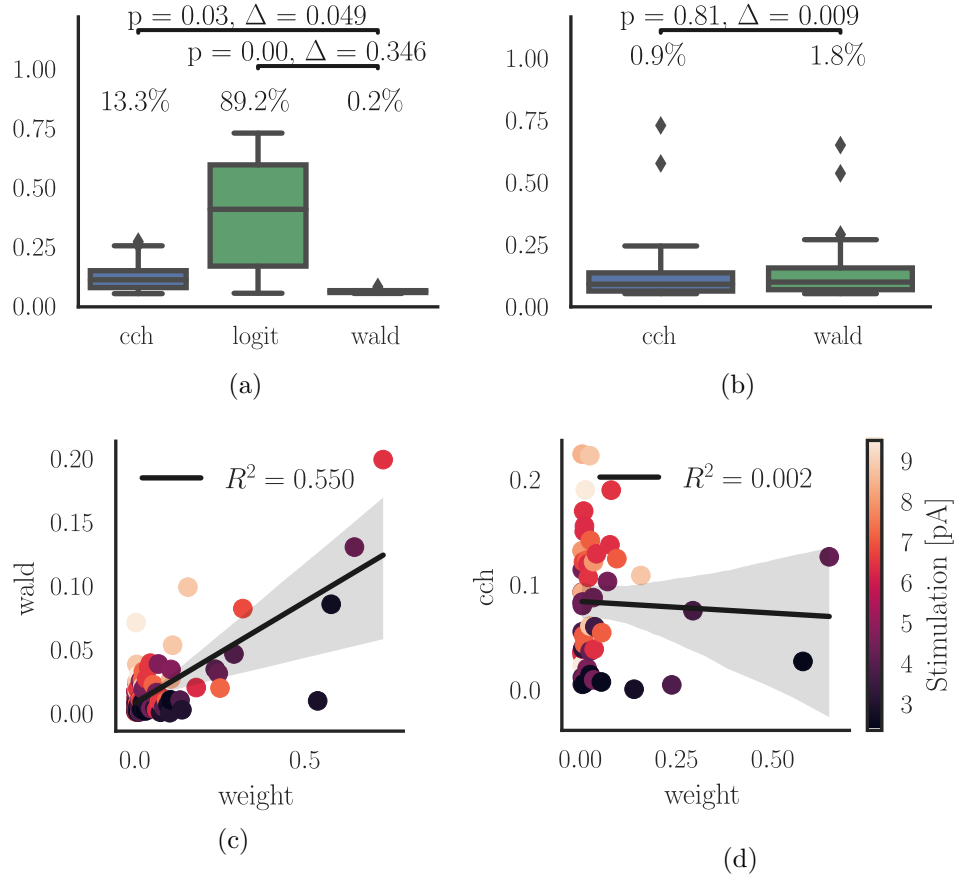 p = 0.03, Δ = 0.049
p = 0.00, Δ = 0.346
13.3% 89.2% 0.2%
1.00
0.75
0.50
0.25
0.00
cch logit wald
(a)
p = 0.81, Δ = 0.009
0.9% 1.8%
1.00
0.75
0.50
0.25
0.00
cch wald
(b)
R² = 0.550
0.20
0.15
0.10
0.05
0.00
wald
0.0 0.5
weight
(c)
R² = 0.002
0.2
0.1
0.0
cch
0.00 0.25 0.50
weight
(d)
9
8
7
6
5
4
3
Stimulation [pA]